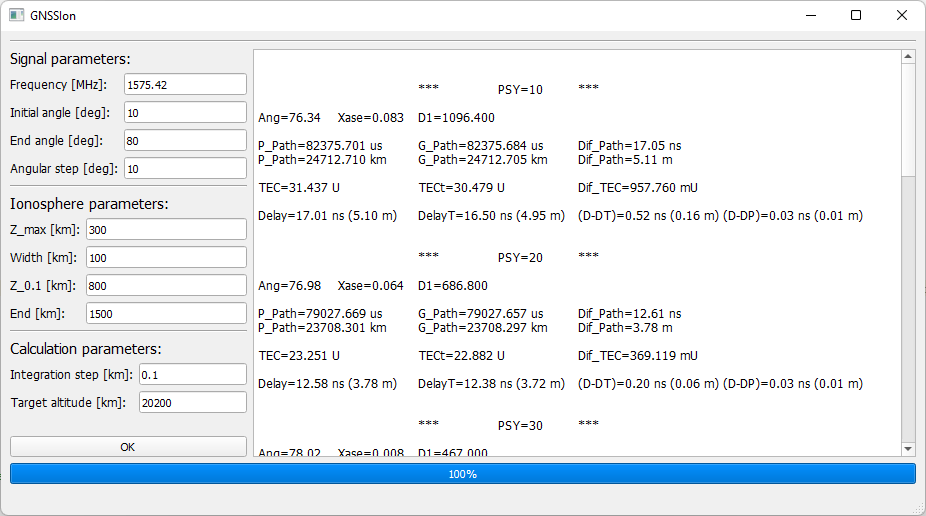 GNSSIon
Signal parameters:
Frequency [MHz]: 1575.42
Initial angle [deg]: 10
End angle [deg]: 80
Angular step [deg]: 10
Ionosphere parameters:
Z_max [km]: 300
Width [km]: 100
Z_0.1 [km]: 800
End [km]: 1500
Calculation parameters:
Integration step [km]: 0.1
Target altitude [km]: 20200
OK
*** PSY=10 ***
Ang=76.34 Xase=0.083 D1=1096.400
P_Path=82375.701 us G_Path=82375.684 us Dif_Path=17.05 ns
P_Path=24712.710 km G_Path=24712.705 km Dif_Path=5.11 m
TEC=31.437 U TECt=30.479 U Dif_TEC=957.760 mU
Delay=17.01 ns (5.10 m) DelayT=16.50 ns (4.95 m) (D-DT)=0.52 ns (0.16 m) (D-DP)=0.03 ns (0.01 m)
*** PSY=20 ***
Ang=76.98 Xase=0.064 D1=686.800
P_Path=79027.669 us G_Path=79027.657 us Dif_Path=12.61 ns
P_Path=23708.301 km G_Path=23708.297 km Dif_Path=3.78 m
TEC=23.251 U TECt=22.882 U Dif_TEC=369.119 mU
Delay=12.58 ns (3.78 m) DelayT=12.38 ns (3.72 m) (D-DT)=0.20 ns (0.06 m) (D-DP)=0.03 ns (0.01 m)
*** PSY=30 ***
Ang=78.02 Xase=0.008 D1=467.000
100%